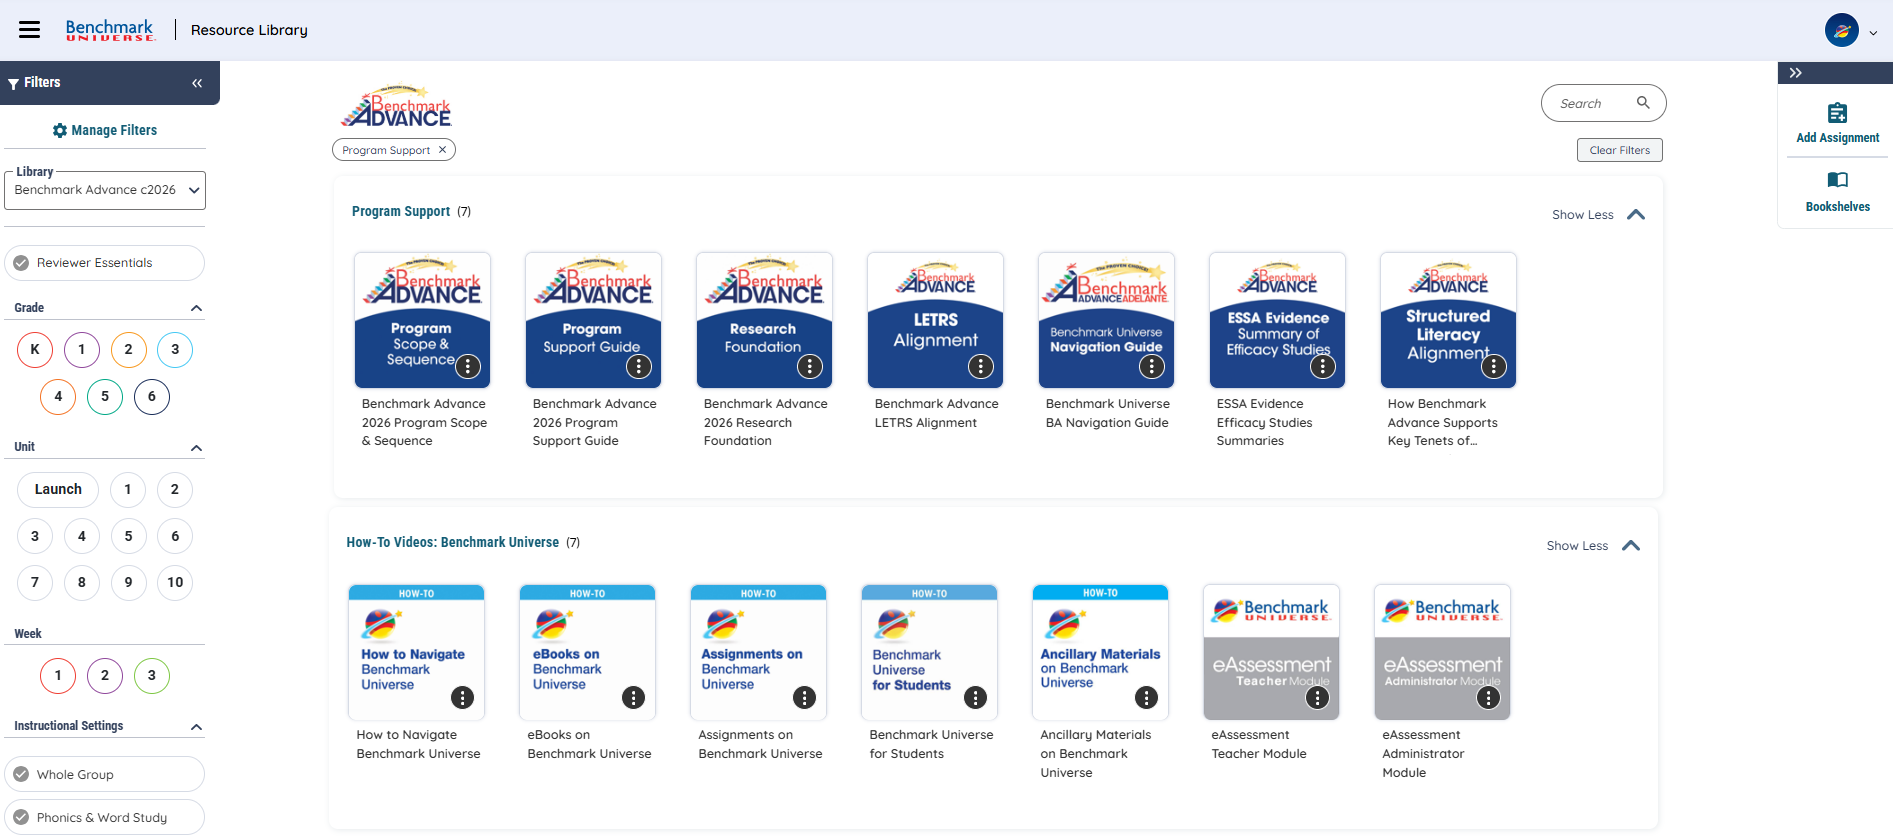 Benchmark
UNIVERSE
Resource Library
Filters
Manage Filters
Library
Benchmark Advance c2026
Reviewer Essentials
Grade
K 1 2 3
4 5 6
Unit
Launch 1 2
3 4 5 6
7 8 9 10
Week
1 2 3
Instructional Settings
Whole Group
Phonics & Word Study
The PROVEN CHOICE!
Benchmark
ADVANCE
Search
Program Support
Clear Filters
Program Support (7)
Show Less
Benchmark
ADVANCE
Program
Scope &
Sequence
Benchmark Advance
2026 Program Scope
& Sequence
Benchmark
ADVANCE
Program
Support Guide
Benchmark Advance
2026 Program
Support Guide
Benchmark
ADVANCE
Research
Foundation
Benchmark Advance
2026 Research
Foundation
Benchmark
ADVANCE
LETRS
Alignment
Benchmark Advance
LETRS Alignment
The PROVEN CHOICE!
Benchmark
ADVANCE ADELANTE
Benchmark Universe
Navigation Guide
Benchmark Universe
BA Navigation Guide
Benchmark
ADVANCE
ESSA Evidence
Summary of
Efficacy Studies
ESSA Evidence
Efficacy Studies
Summaries
Benchmark
ADVANCE
Structured
Literacy
Alignment
How Benchmark
Advance Supports
Key Tenets of...
How-To Videos: Benchmark Universe (7)
Show Less
HOW-TO
How to Navigate
Benchmark
Universe
How to Navigate
Benchmark Universe
HOW-TO
eBooks on
Benchmark
Universe
eBooks on
Benchmark Universe
HOW-TO
Assignments on
Benchmark
Universe
Assignments on
Benchmark Universe
HOW-TO
Benchmark
Universe
for Students
Benchmark Universe
for Students
HOW-TO
Ancillary Materials
on Benchmark
Universe
Ancillary Materials
on Benchmark
Universe
Benchmark
UNIVERSE
eAssessment
Teacher Module
eAssessment
Teacher Module
Benchmark
UNIVERSE
eAssessment
Administrator Module
eAssessment
Administrator
Module
Add Assignment
Bookshelves